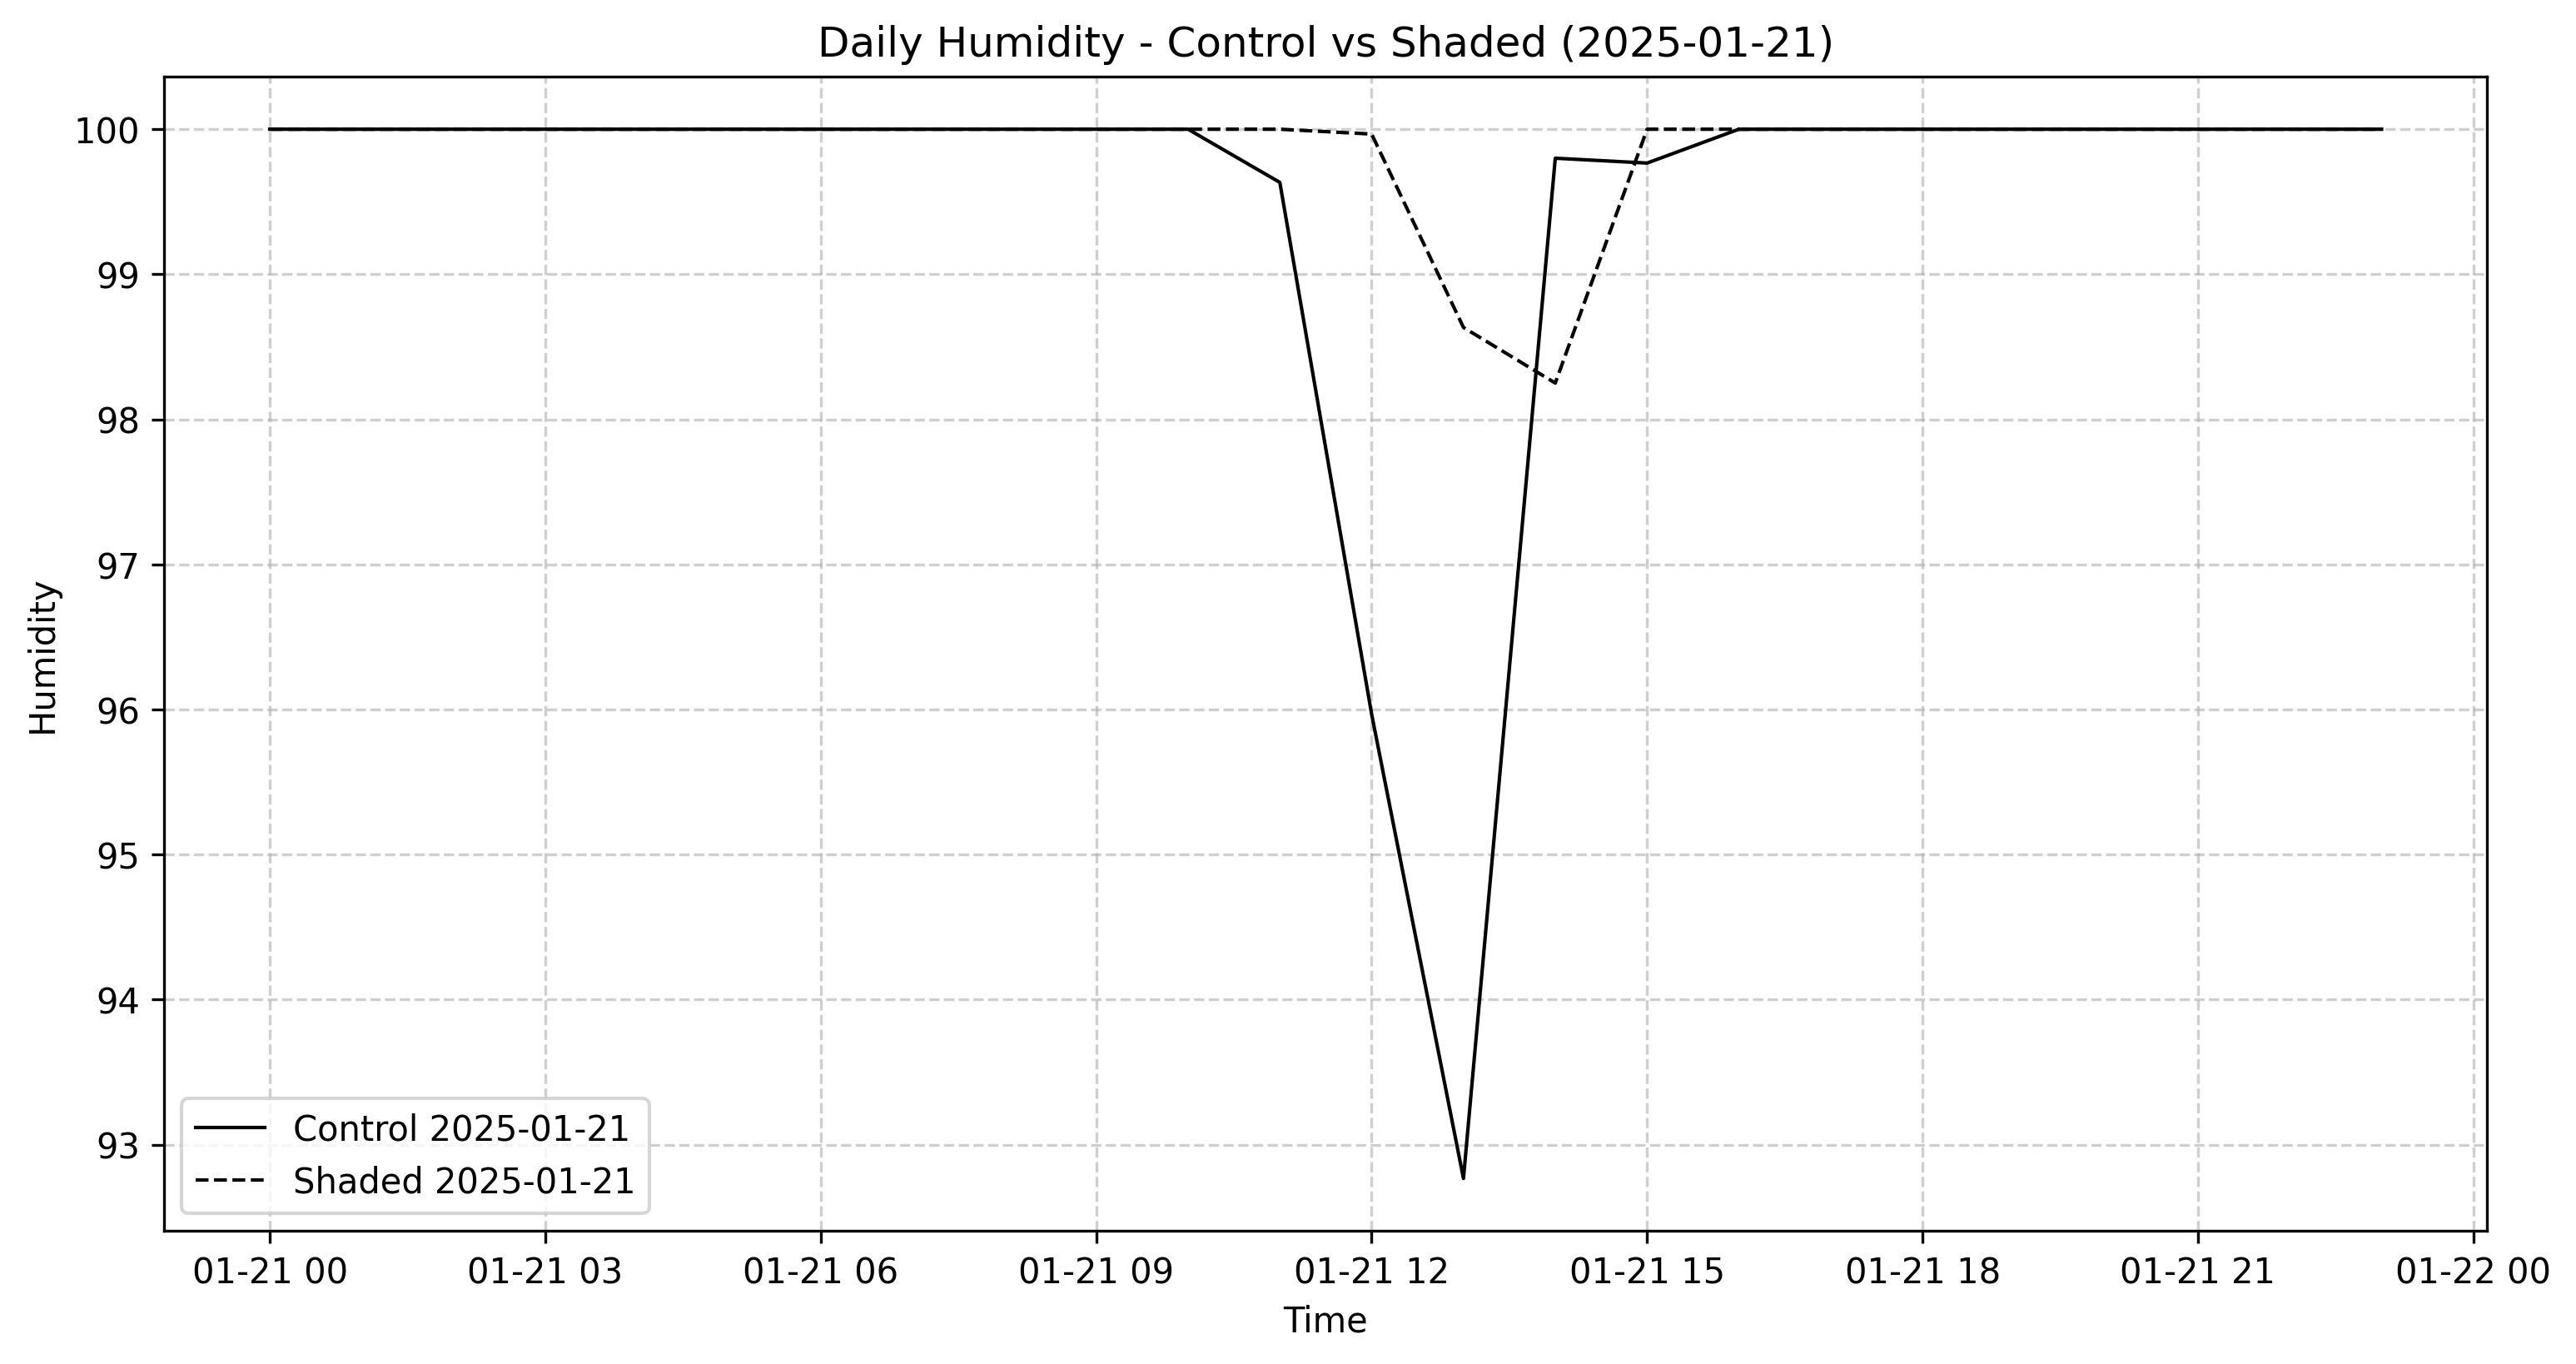 Daily Humidity - Control vs Shaded (2025-01-21)
Humidity
100
99
98
97
96
95
94
93
Control 2025-01-21
Shaded 2025-01-21
01-21 00 01-21 03 01-21 06 01-21 09 01-21 12 01-21 15 01-21 18 01-21 21 01-22 00
Time